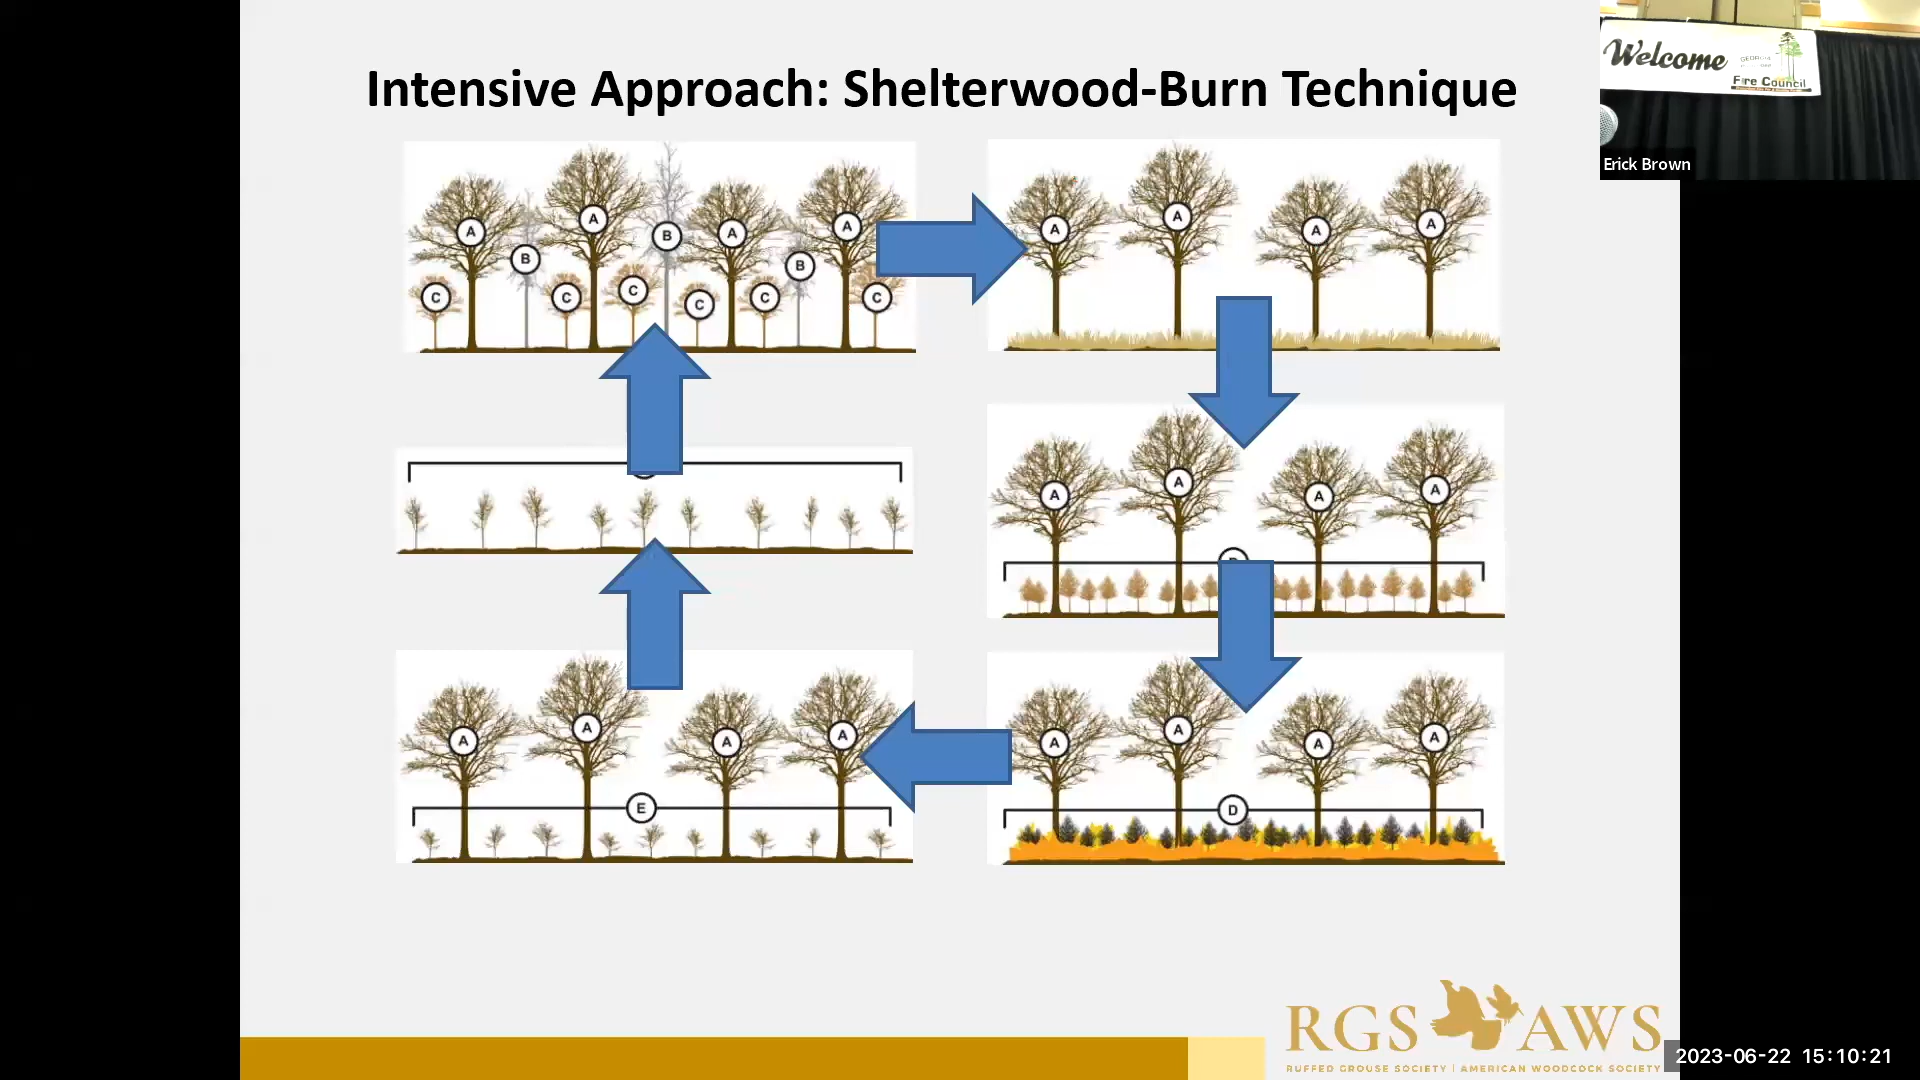 Intensive Approach: Shelterwood-Burn Technique
Welcome
GEORGIA
Fire Council
Erick Brown
A
A
A
A
B
B
B
C
C
C
C
C
C
A
A
A
A
A
A
A
A
A
A
A
A
E
A
A
A
A
D
RGS AWS
RUFFED GROUSE SOCIETY | AMERICAN WOODCOCK SOCIETY
2023-06-22 15:10:21